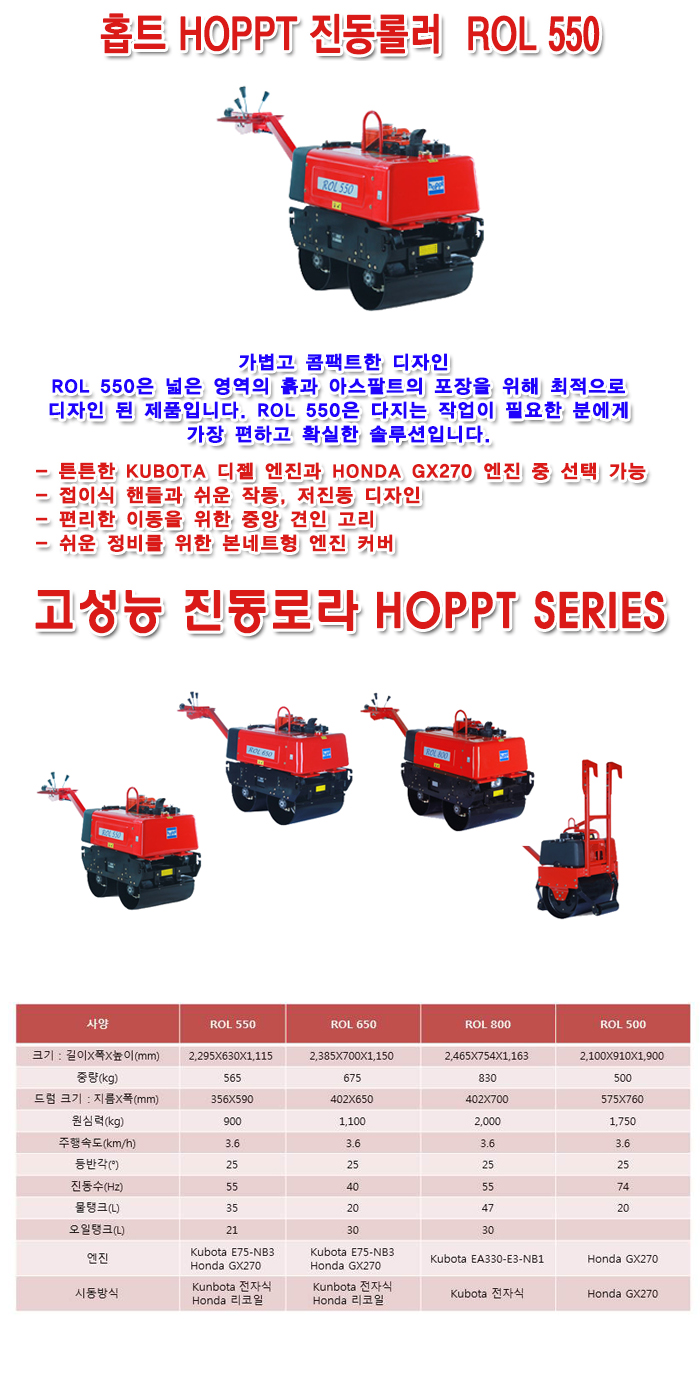 홉트 HOPPT 진동롤러 ROL 550
ROL 550
hoppt
가볍고 콤팩트한 디자인
ROL 550은 넓은 영역의 흙과 아스팔트의 포장을 위해 최적으로
디자인 된 제품입니다. ROL 550은 다지는 작업이 필요한 분에게
가장 편하고 확실한 솔루션입니다.
- 튼튼한 KUBOTA 디젤 엔진과 HONDA GX270 엔진 중 선택 가능
- 접이식 핸들과 쉬운 작동, 저진동 디자인
- 편리한 이동을 위한 중앙 견인 고리
- 쉬운 정비를 위한 본네트형 엔진 커버
고성능 진동로라 HOPPT SERIES
ROL 650
ROL 800
ROL 550
사양 ROL 550 ROL 650 ROL 800 ROL 500
크기 : 길이X폭X높이(mm) 2,295X630X1,115 2,385X700X1,150 2,465X754X1,163 2,100X910X1,900
중량(kg) 565 675 830 500
드럼 크기 : 지름X폭(mm) 356X590 402X650 402X700 575X760
원심력(kg) 900 1,100 2,000 1,750
주행속도(km/h) 3.6 3.6 3.6 3.6
등반각(°) 25 25 25 25
진동수(Hz) 55 40 55 74
물탱크(L) 35 20 47 20
오일탱크(L) 21 30 30
엔진 Kubota E75-NB3 Kubota E75-NB3 Kubota EA330-E3-NB1 Honda GX270
Honda GX270 Honda GX270
시동방식 Kunbota 전자식 Kunbota 전자식 Kubota 전자식 Honda GX270
Honda 리코일 Honda 리코일